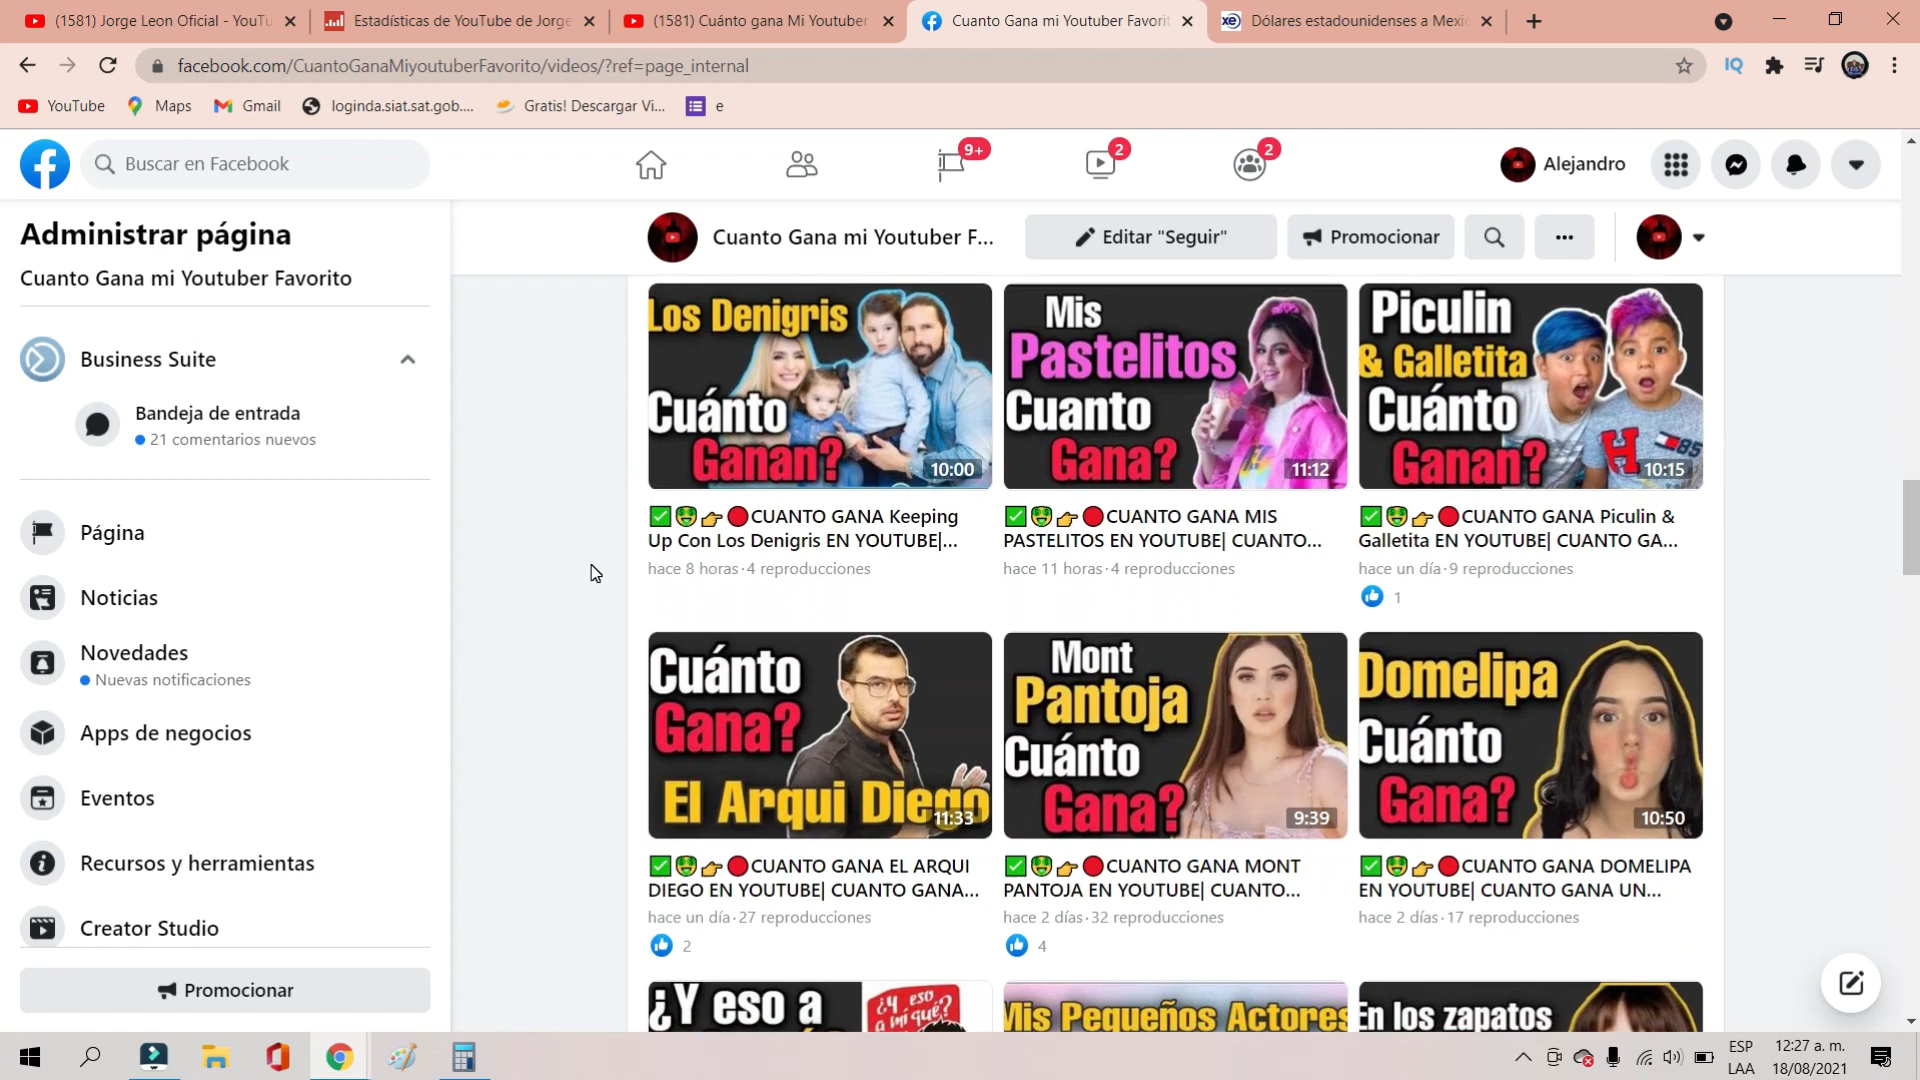 (1581) Jorge Leon Oficial - YouTu
Estadísticas de YouTube de Jorge
(1581) Cuánto gana Mi Youtuber
Cuanto Gana mi Youtuber Favorit
Dólares estadounidenses a Mexic
facebook.com/CuantoGanaMiyoutuberFavorito/videos/?ref=page_internal
IQ
YouTube
Maps
Gmail
loginda.siat.sat.gob....
Gratis! Descargar Vi...
e
Buscar en Facebook
9+
2
2
Alejandro
Administrar página
Cuanto Gana mi Youtuber Favorito
Business Suite
Bandeja de entrada
21 comentarios nuevos
Página
Noticias
Novedades
Nuevas notificaciones
Apps de negocios
Eventos
Recursos y herramientas
Creator Studio
Promocionar
Cuanto Gana mi Youtuber F...
Editar "Seguir"
Promocionar
Los Denigris
Cuánto
Ganan?
10:00
Mis
Pastelitos
Cuanto
Gana?
11:12
Piculin
& Galletita
Cuánto
Ganan?
H
85
10:15
✅🤑👉🔴CUANTO GANA Keeping
Up Con Los Denigris EN YOUTUBE|...
hace 8 horas·4 reproducciones
✅🤑👉🔴CUANTO GANA MIS
PASTELITOS EN YOUTUBE| CUANTO...
hace 11 horas·4 reproducciones
✅🤑👉🔴CUANTO GANA Piculin &
Galletita EN YOUTUBE| CUANTO GA...
hace un día·9 reproducciones
1
Cuánto
Gana?
El Arqui Diego
11:33
Mont
Pantoja
Cuánto
Gana?
9:39
Domelipa
Cuánto
Gana?
10:50
✅🤑👉🔴CUANTO GANA EL ARQUI
DIEGO EN YOUTUBE| CUANTO GANA...
hace un día·27 reproducciones
2
✅🤑👉🔴CUANTO GANA MONT
PANTOJA EN YOUTUBE| CUANTO...
hace 2 días·32 reproducciones
4
✅🤑👉🔴CUANTO GANA DOMELIPA
EN YOUTUBE| CUANTO GANA UN...
hace 2 días·17 reproducciones
¿Y eso a
¿Y eso
a mi qué?
Mis Pequeños Actores
En los zapatos
ESP
LAA
12:27 a. m.
18/08/2021